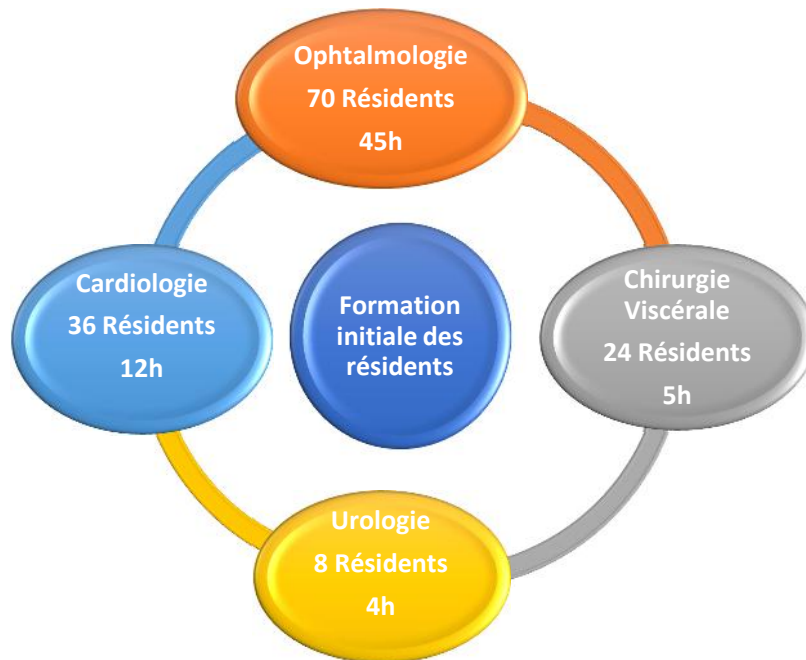 Ophtalmologie
70 Résidents
45h
Chirurgie
Viscérale
24 Résidents
5h
Urologie
8 Résidents
4h
Cardiologie
36 Résidents
12h
Formation
initiale des
résidents